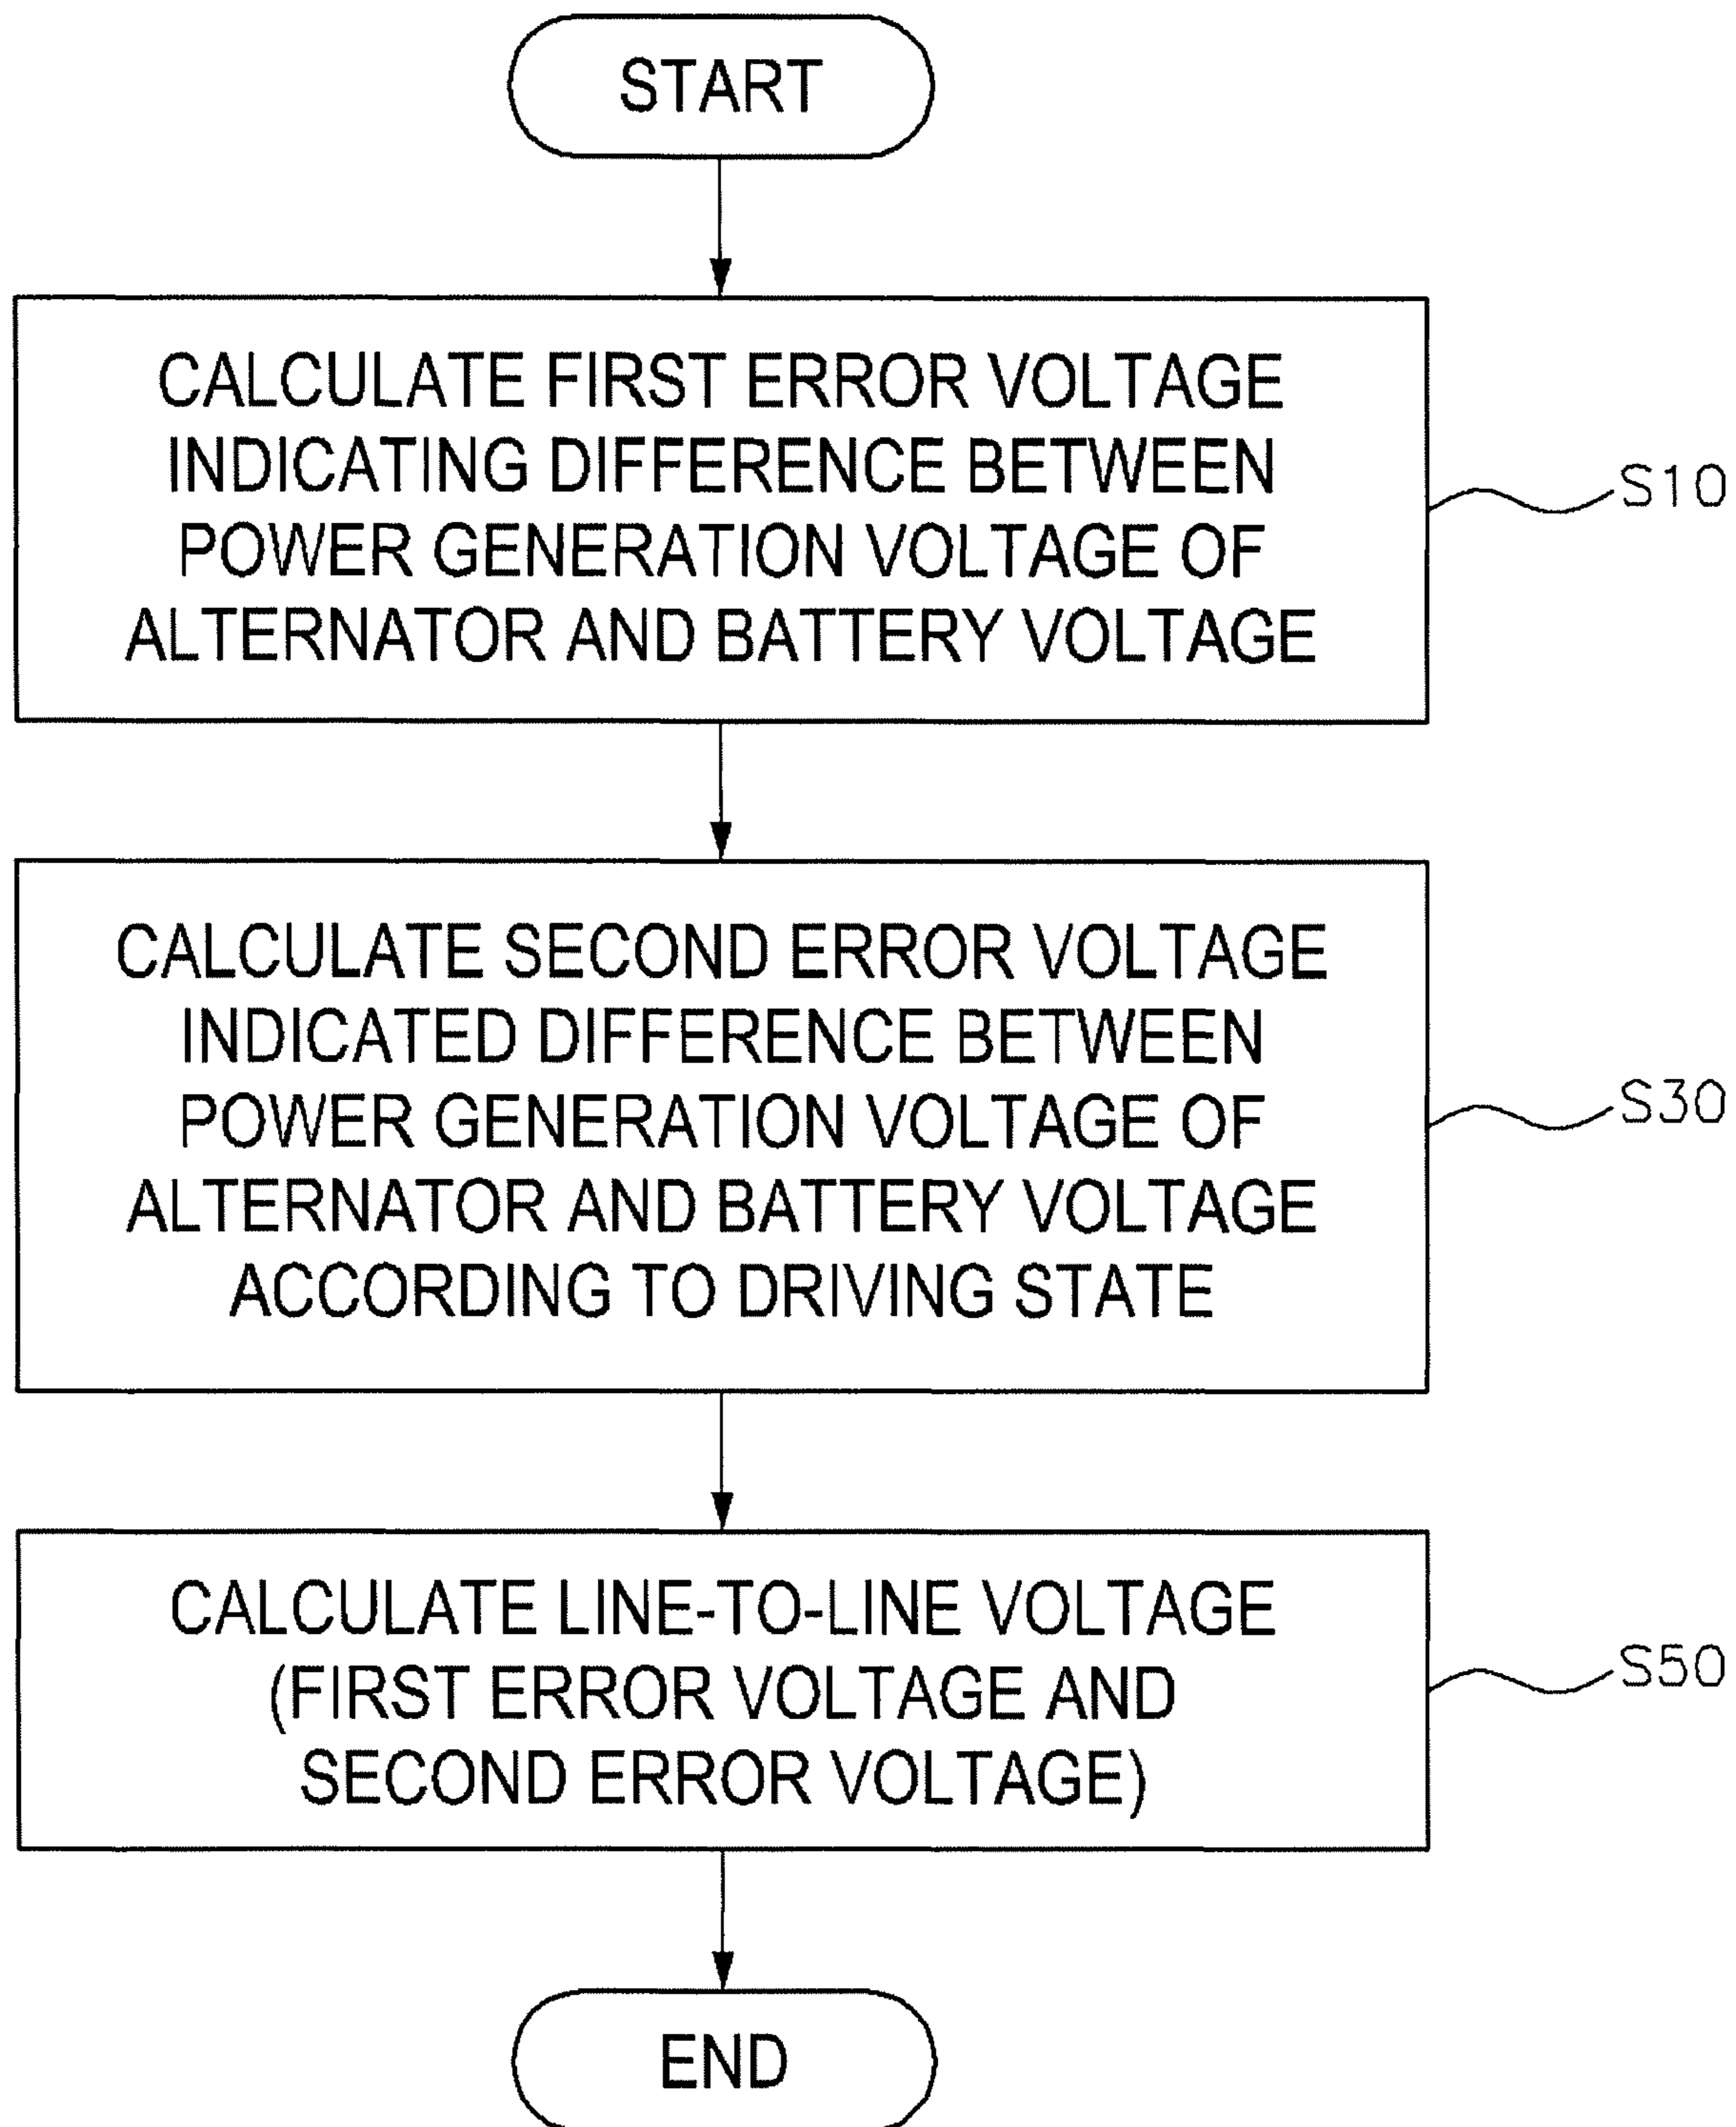 START
CALCULATE FIRST ERROR VOLTAGE
INDICATING DIFFERENCE BETWEEN
POWER GENERATION VOLTAGE OF
ALTERNATOR AND BATTERY VOLTAGE
S10
CALCULATE SECOND ERROR VOLTAGE
INDICATED DIFFERENCE BETWEEN
POWER GENERATION VOLTAGE OF
ALTERNATOR AND BATTERY VOLTAGE
ACCORDING TO DRIVING STATE
S30
CALCULATE LINE-TO-LINE VOLTAGE
(FIRST ERROR VOLTAGE AND
SECOND ERROR VOLTAGE)
S50
END